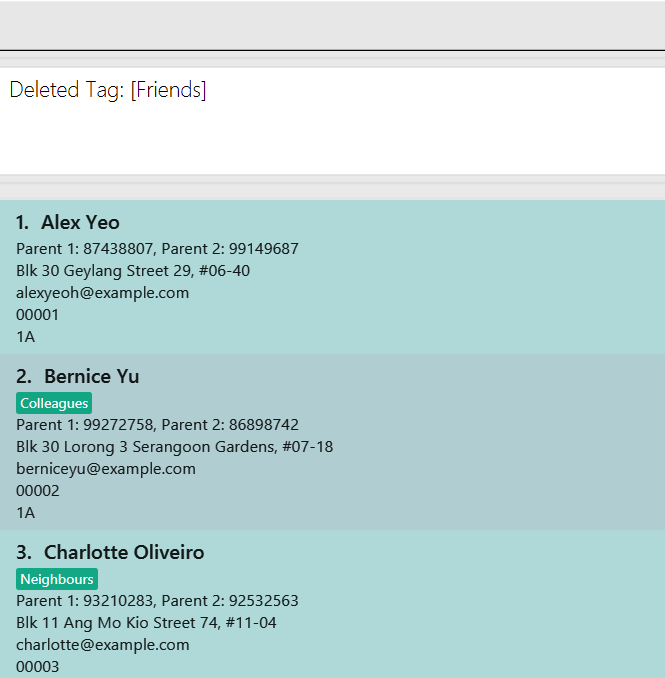 Deleted Tag: [Friends]
1. Alex Yeo
Parent 1: 87438807, Parent 2: 99149687
Blk 30 Geylang Street 29, #06-40
alexyeoh@example.com
00001
1A
2. Bernice Yu
Colleagues
Parent 1: 99272758, Parent 2: 86898742
Blk 30 Lorong 3 Serangoon Gardens, #07-18
berniceyu@example.com
00002
1A
3. Charlotte Oliveiro
Neighbours
Parent 1: 93210283, Parent 2: 92532563
Blk 11 Ang Mo Kio Street 74, #11-04
charlotte@example.com
00003